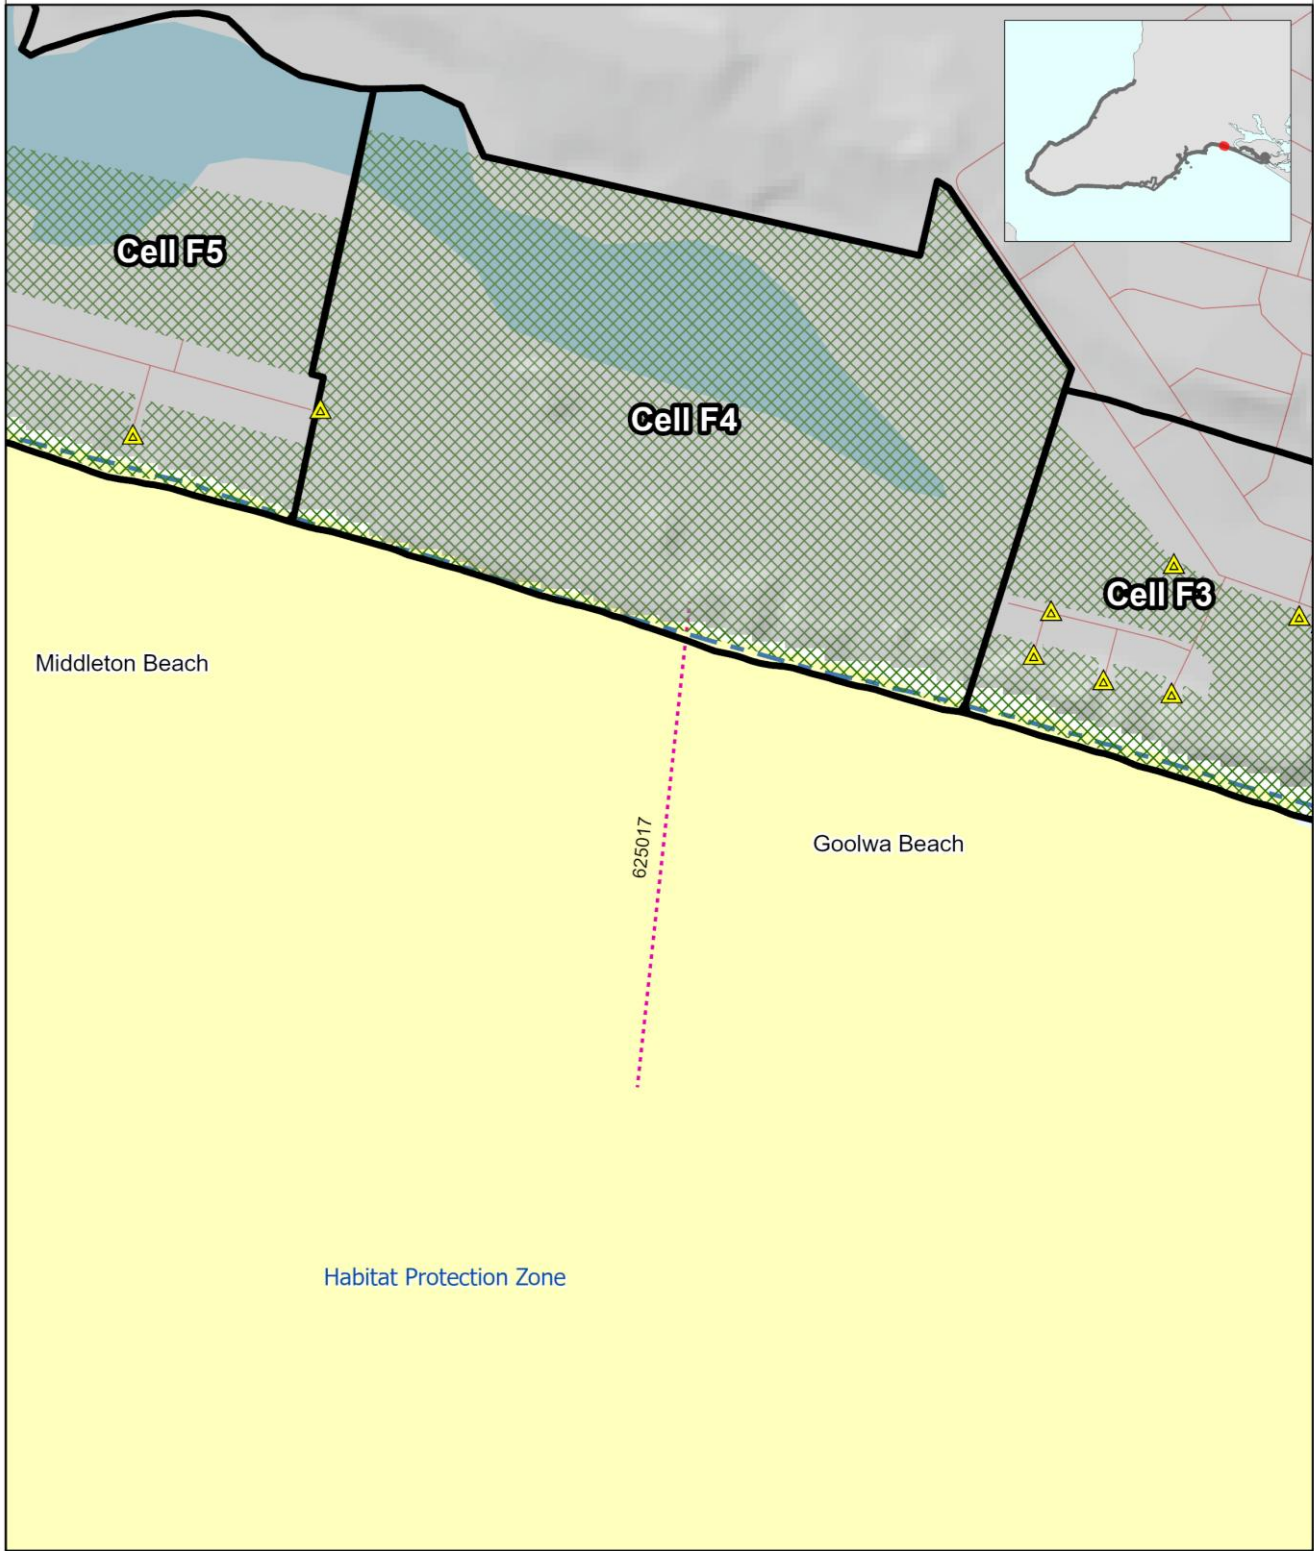 Cell F5
Cell F4
Cell F3
Middleton Beach
625017
Goolwa Beach
Habitat Protection Zone